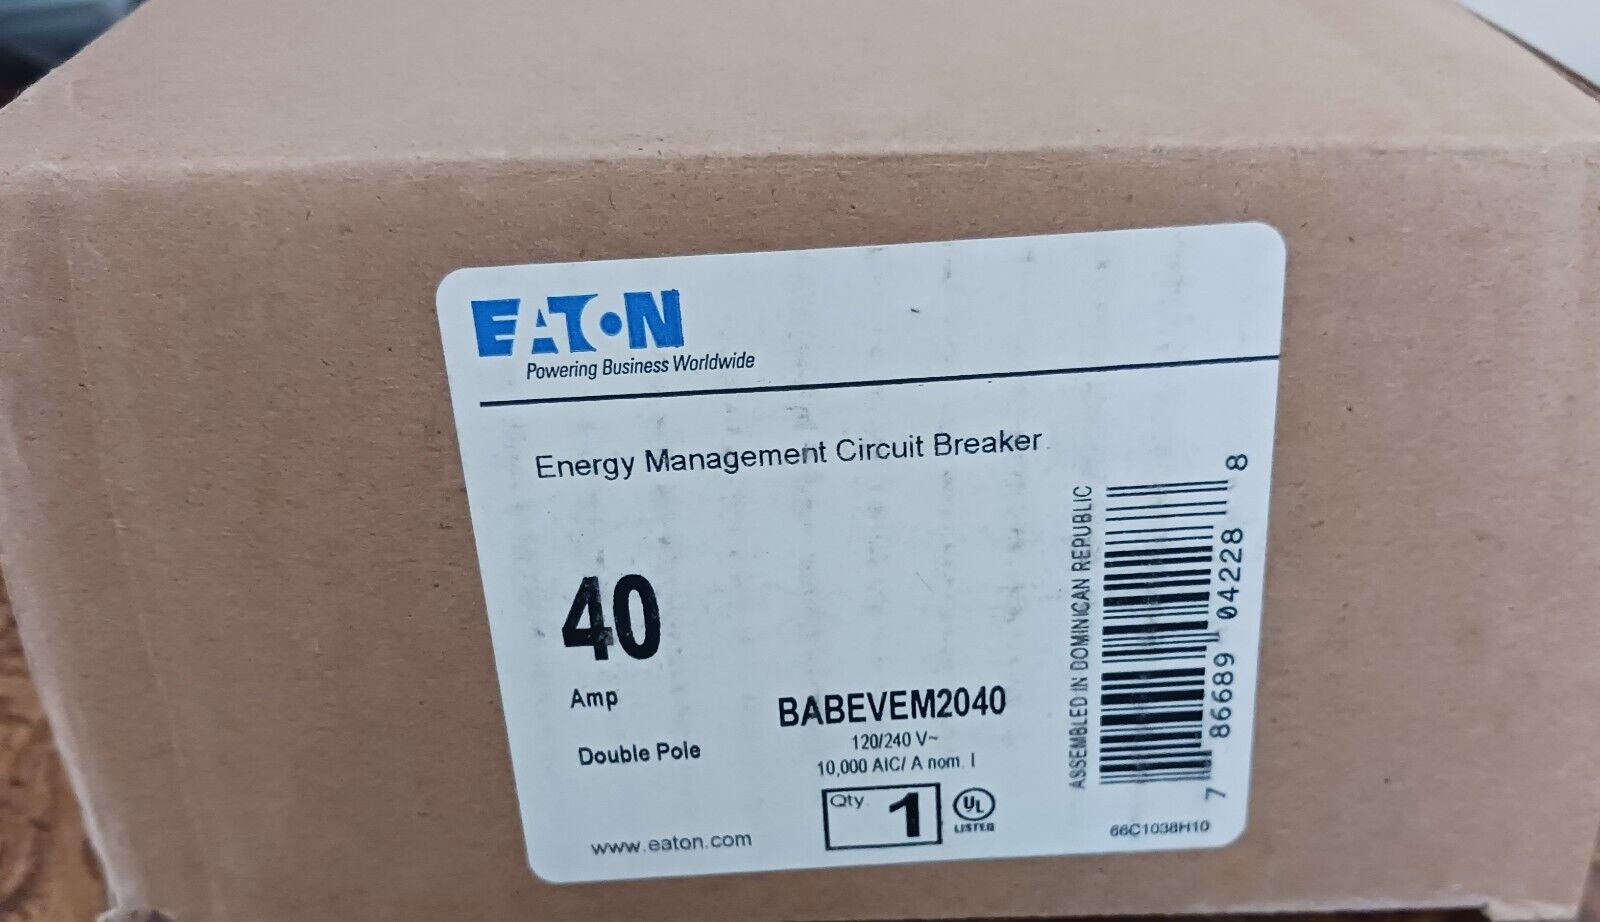 EATON
Powering Business Worldwide
Energy Management Circuit Breaker
40
Amp
Double Pole
BABEVEM2040
120/240 V~
10,000 AIC/ A nom. I
Qty. 1
UL
LISTED
www.eaton.com
ASSEMBLED IN DOMINICAN REPUBLIC
7 86689 04228 8
66C1038H10